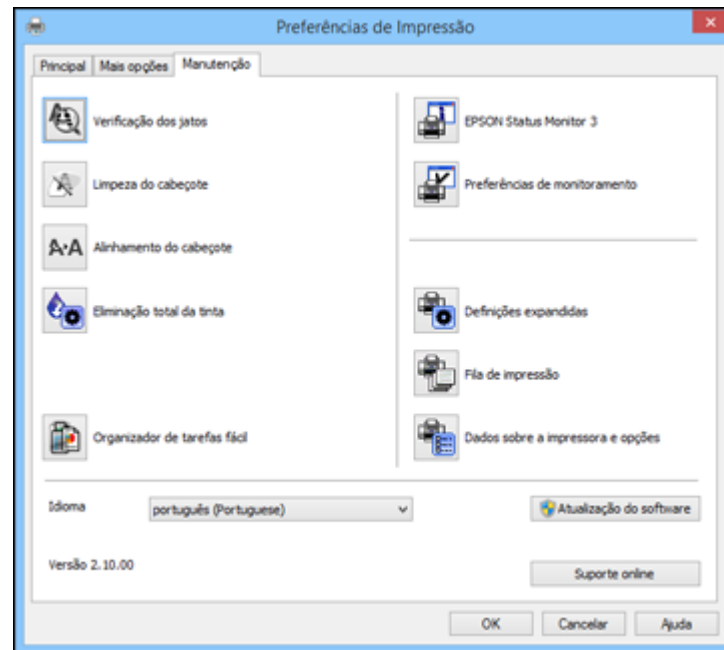 Preferências de Impressão
Principal
Mais opções
Manutenção
Verificação dos jatos
Limpeza do cabeçote
A·A
Alinhamento do cabeçote
Eliminação total da tinta
Organizador de tarefas fácil
EPSON Status Monitor 3
Preferências de monitoramento
Definições expandidas
Fila de impressão
Dados sobre a impressora e opções
Idioma
português (Portuguese)
Atualização do software
Versão 2.10.00
Suporte online
OK
Cancelar
Ajuda